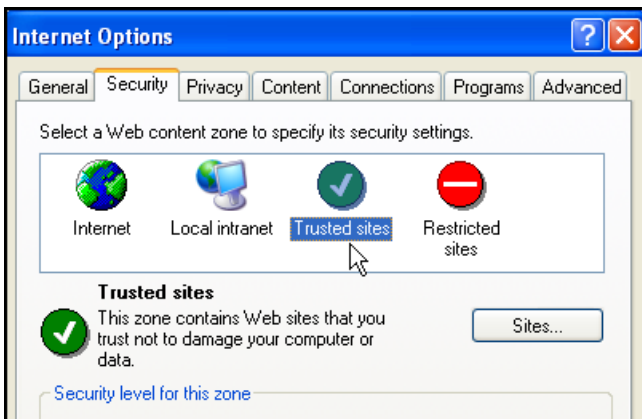 Internet Options
General Security Privacy Content Connections Programs Advanced
Select a Web content zone to specify its security settings.
Internet Local intranet Trusted sites Restricted
sites
Trusted sites
This zone contains Web sites that you
trust not to damage your computer or
data.
Sites...
Security level for this zone